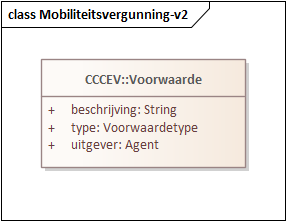 class Mobiliteitsvergunning-v2
CCCEV::Voorwaarde
+ beschrijving: String
+ type: Voorwaardetype
+ uitgever: Agent